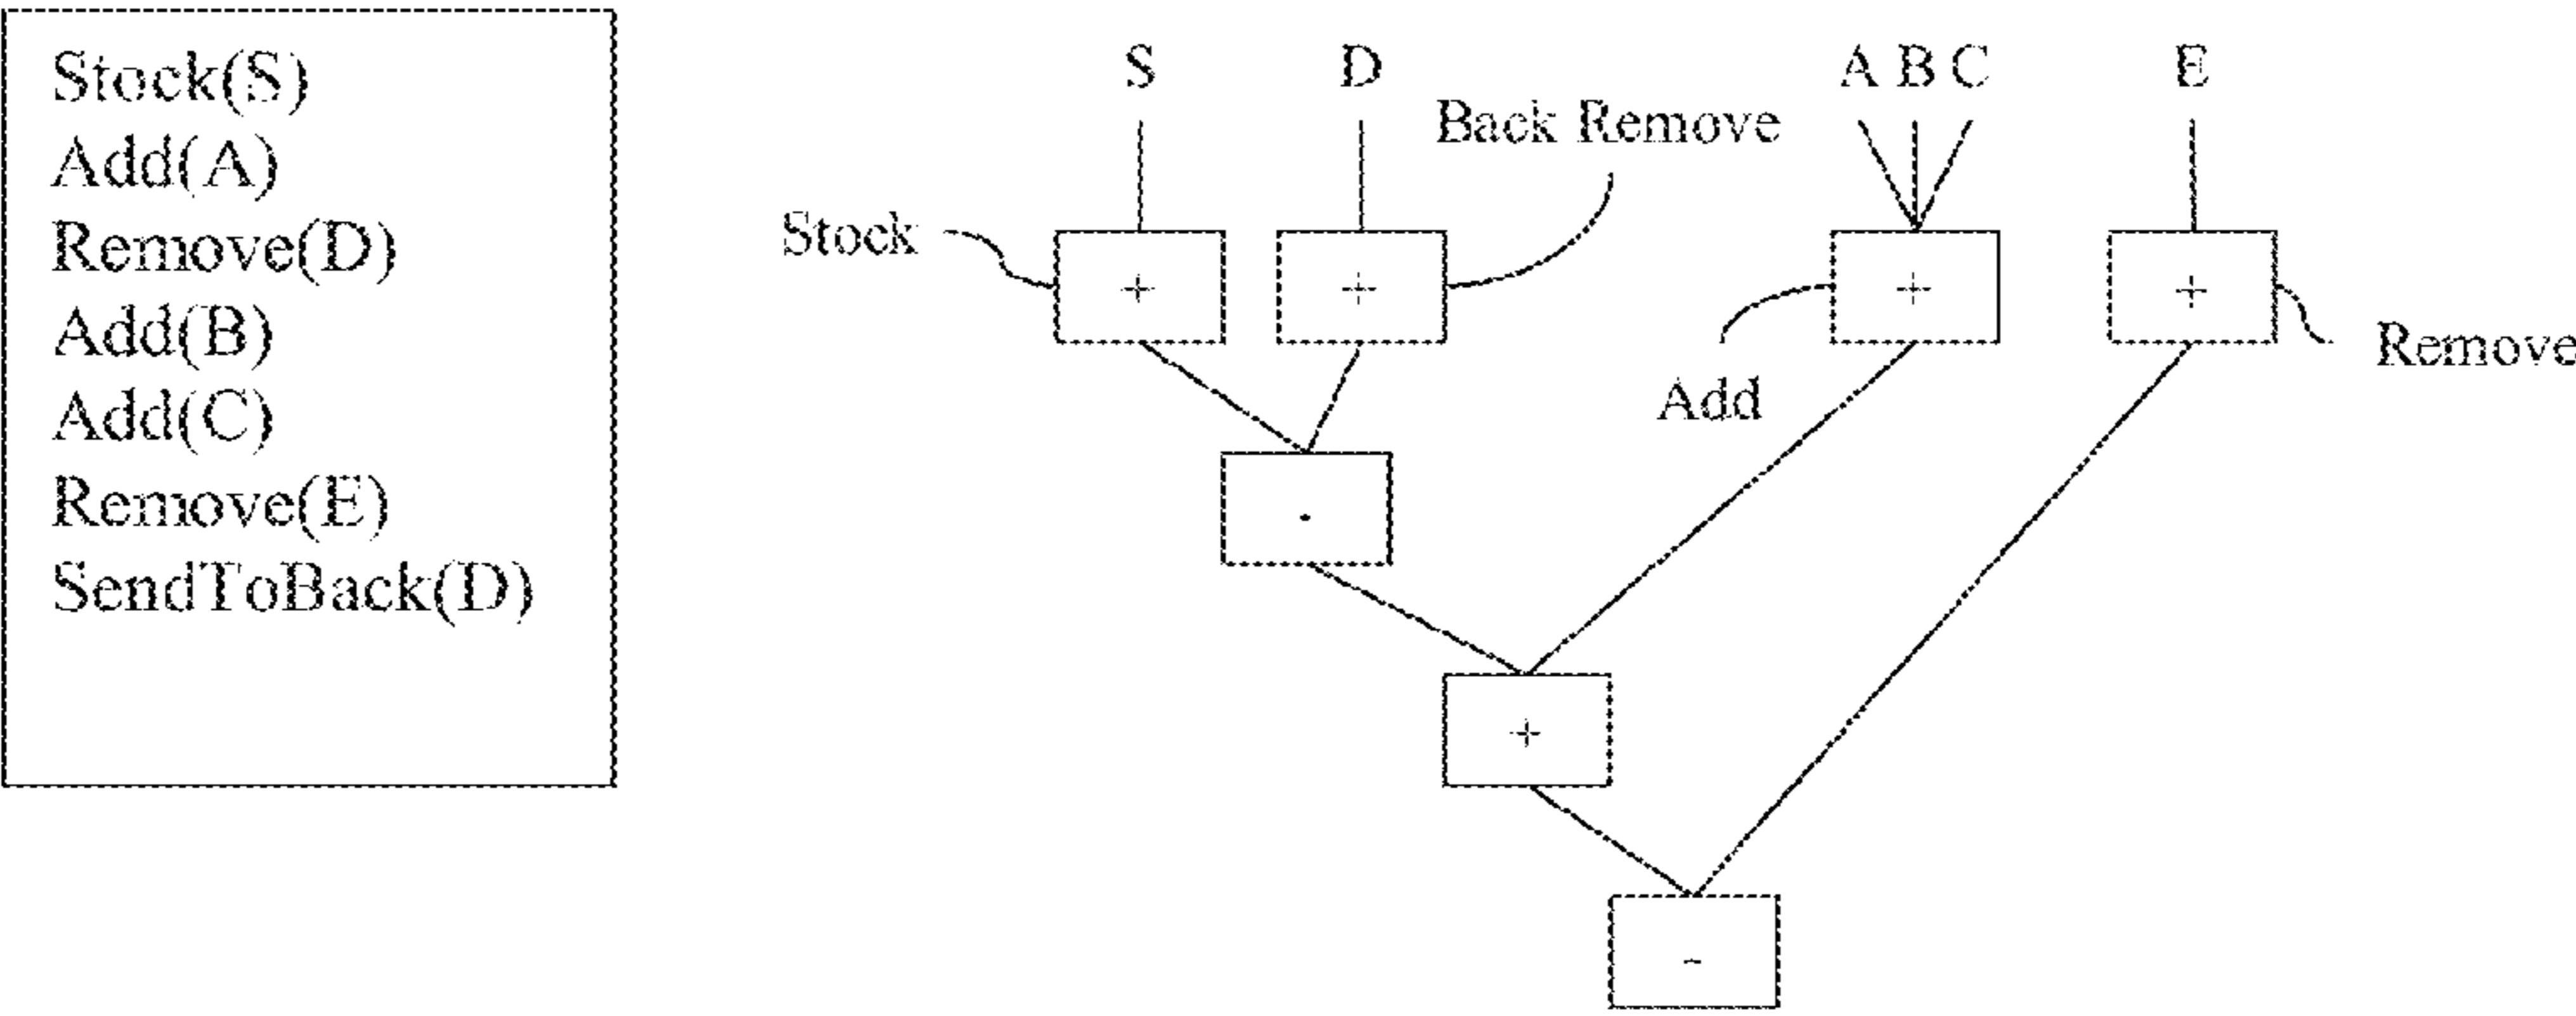 Stock(S)
Add(A)
Remove(D)
Add(B)
Add(C)
Remove(E)
SendToBack(D)
S D A B C E
Back Remove
Stock
+ + + +
Remove
Add
-
+
-